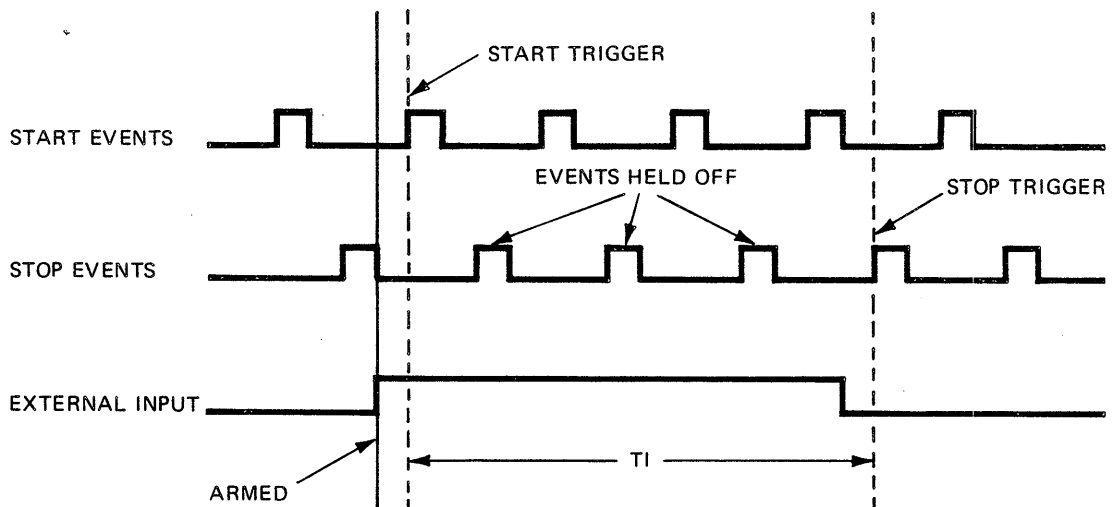 START TRIGGER
START EVENTS
EVENTS HELD OFF
STOP TRIGGER
STOP EVENTS
EXTERNAL INPUT
TI
ARMED